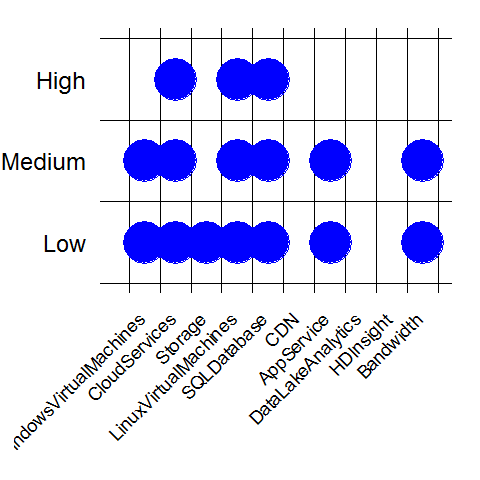 High
Medium
Low
ndowsVirtualMachines
CloudServices
Storage
LinuxVirtualMachines
SQLDatabase
CDN
AppService
DataLakeAnalytics
HDInsight
Bandwidth